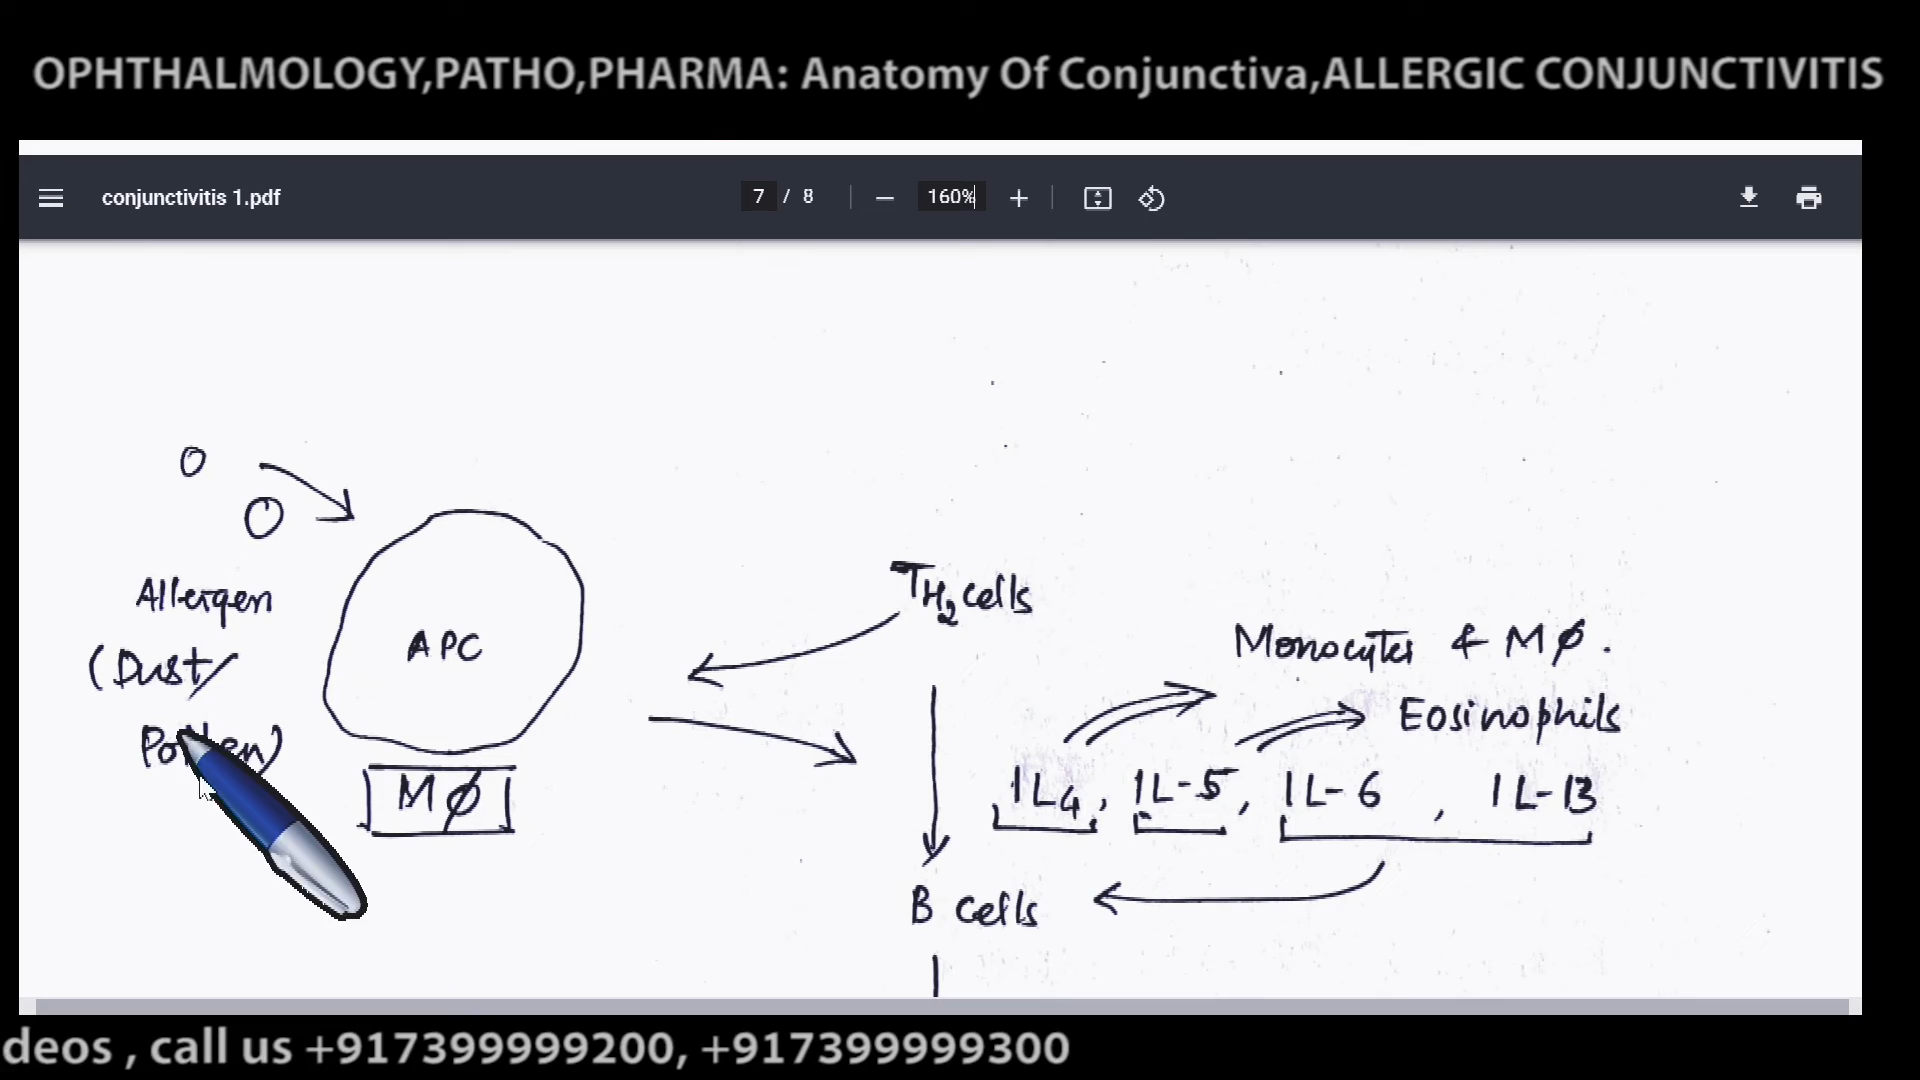 OPHTHALMOLOGY,PATHO,PHARMA: Anatomy Of Conjunctiva,ALLERGIC CONJUNCTIVITIS
conjunctivitis 1.pdf
7 / 8
160%
Allergen
(Dust/
Pollen)
APC
MØ
TH2 cells
Monocytes & MØ.
Eosinophils
IL4, IL-5, IL-6, IL-13
B cells
deos , call us +917399999200, +917399999300